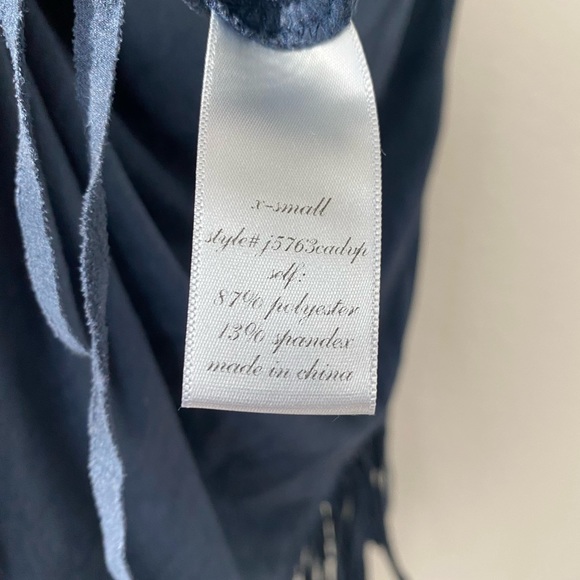 x-small
style# j5763cadvp
self:
87% polyester
13% spandex
made in china